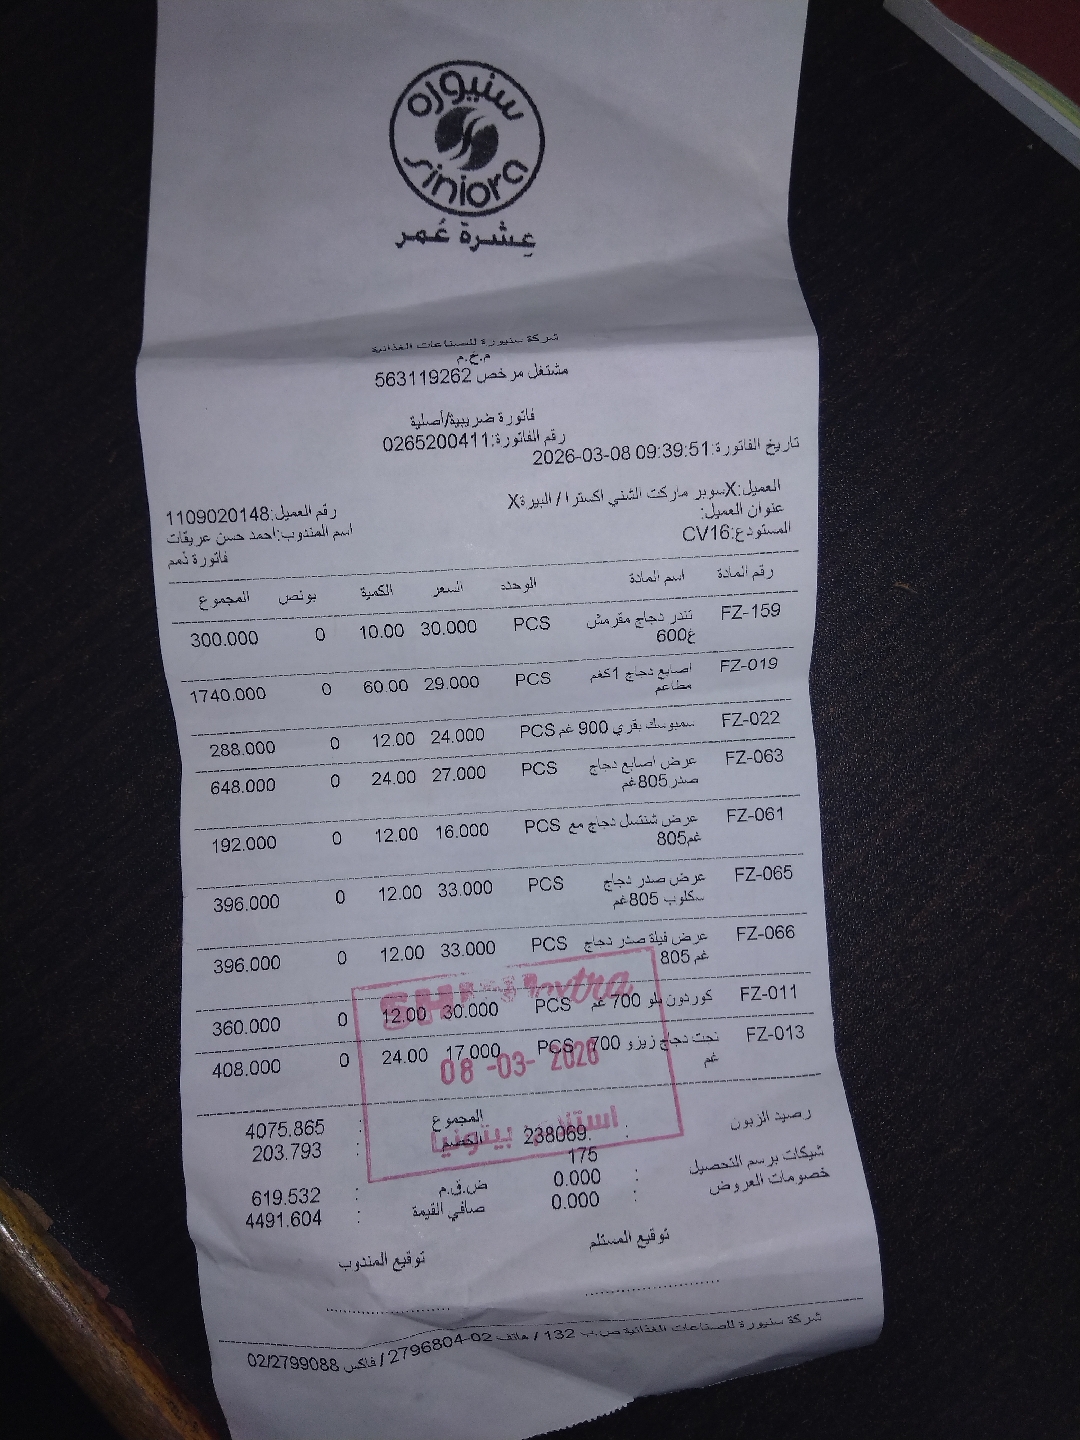 سنيورة
siniora
عِشرة عُمر
شركة سنيورة للصناعات الغذائية
م.خ.م
مشتغل مرخص 563119262
فاتورة ضريبية/أصلية
رقم الفاتورة:0265200411
تاريخ الفاتورة:2026-03-08 09:39:51
العميل:Xسوبر ماركت الشني اكسترا / البيرةX
رقم العميل:1109020148
عنوان العميل:
اسم المندوب:احمد حسن عريقات
المستودع:CV16
فاتورة ذمم
رقم المادة اسم المادة الوحده السعر الكمية بونص المجموع
FZ-159 تندر دجاج مقرمش PCS 30.000 10.00 0 300.000
600غ
FZ-019 اصابع دجاج 1كغم PCS 29.000 60.00 0 1740.000
مطاعم
FZ-022 سمبوسك بقري 900 غم PCS 24.000 12.00 0 288.000
FZ-063 عرض اصابع دجاج PCS 27.000 24.00 0 648.000
صدر 805غم
FZ-061 عرض شنتسل دجاج مع PCS 16.000 12.00 0 192.000
805غم
FZ-065 عرض صدر دجاج PCS 33.000 12.00 0 396.000
سكلوب 805غم
FZ-066 عرض فيلة صدر دجاج PCS 33.000 12.00 0 396.000
805 غم
FZ-011 كوردون بلو 700 غم PCS 30.000 12.00 0 360.000
FZ-013 نجت دجاج زيزو 700 PCS 17.000 24.00 0 408.000
غم
extra
08 -03- 2026
استلام بيتونيا
رصيد الزبون : 238069.
175
المجموع : 4075.865
الخصم : 203.793
شيكات برسم التحصيل : 0.000
ض.ق.م : 619.532
خصومات العروض : 0.000
صافي القيمة : 4491.604
توقيع المستلم
توقيع المندوب
شركة سنيورة للصناعات الغذائية ص.ب 132 / هاتف 02-2796804 / فاكس 02/2799088